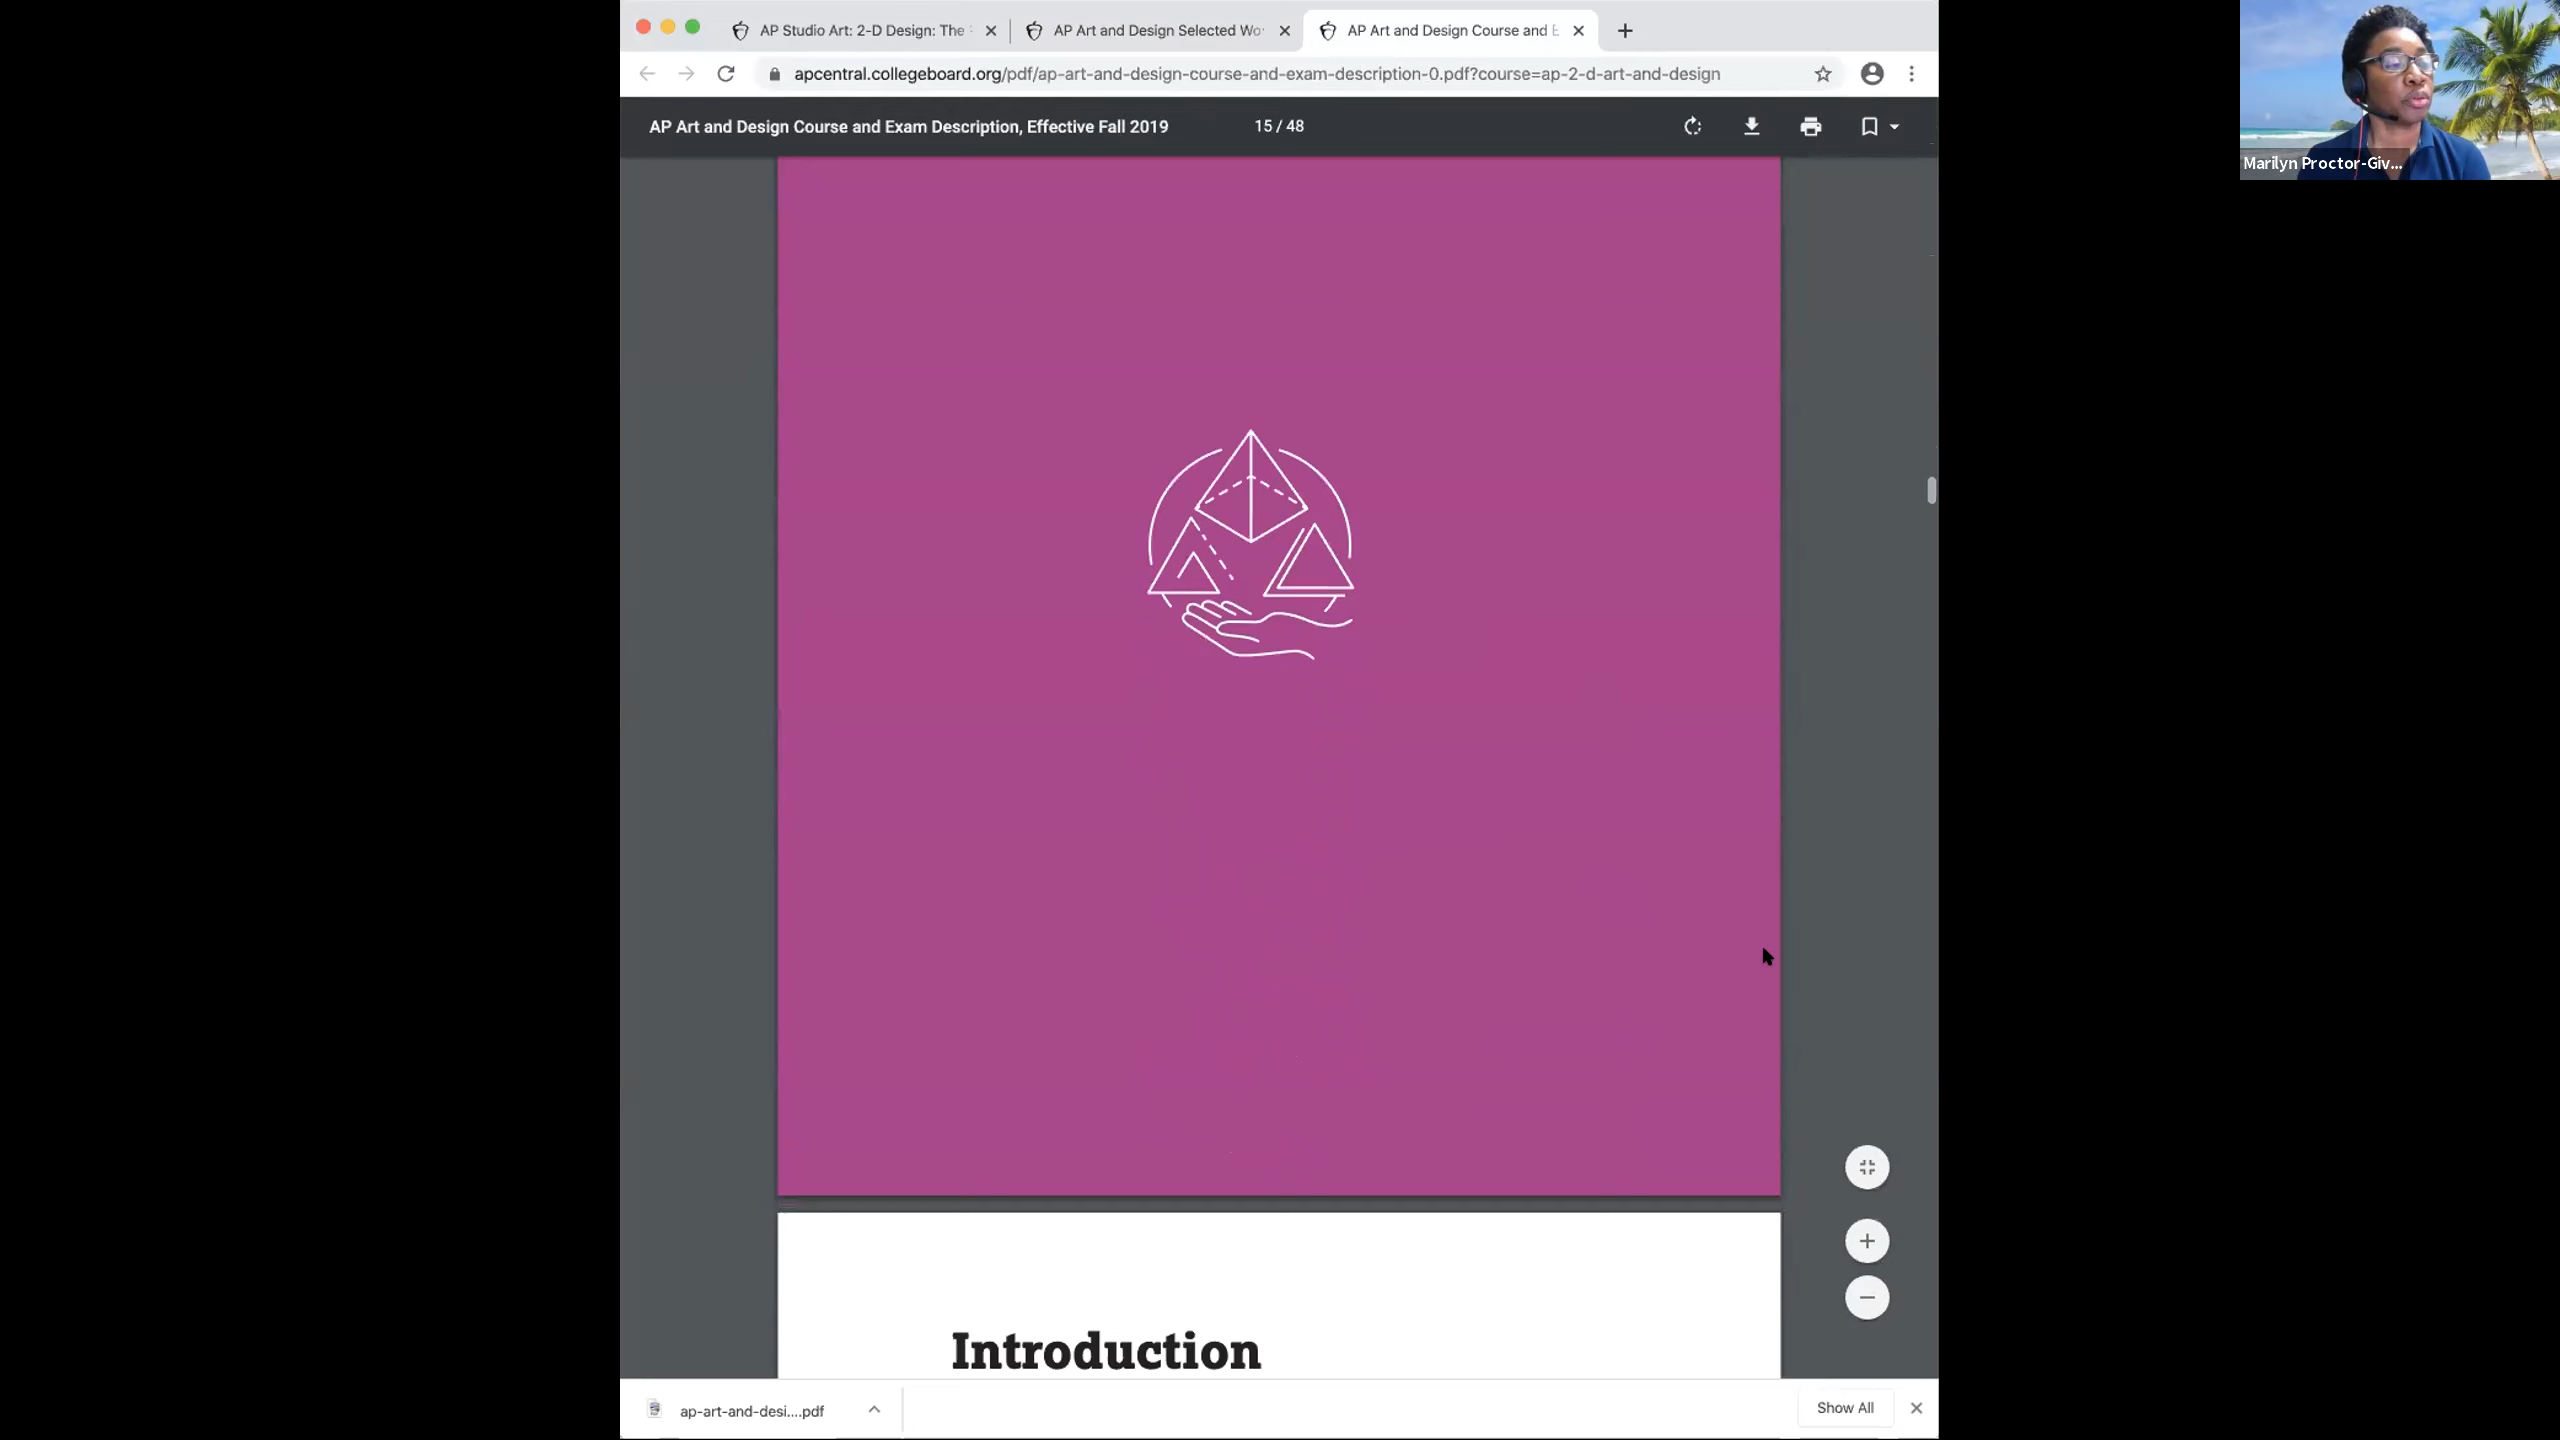 AP Studio Art: 2-D Design: The
AP Art and Design Selected Wo
AP Art and Design Course and E
apcentral.collegeboard.org/pdf/ap-art-and-design-course-and-exam-description-0.pdf?course=ap-2-d-art-and-design
AP Art and Design Course and Exam Description, Effective Fall 2019
15 / 48
Marilyn Proctor-Giv...
Introduction
ap-art-and-desi....pdf
Show All